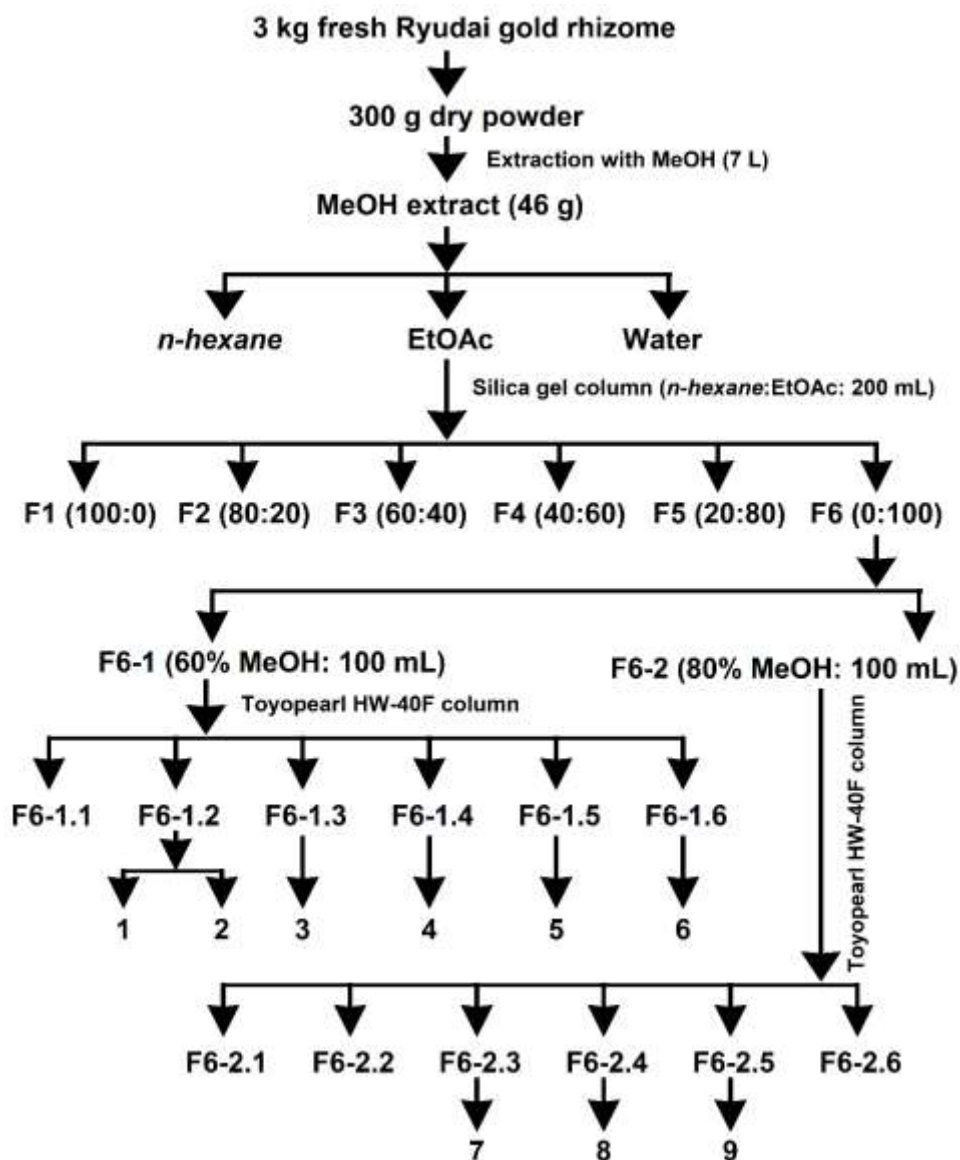 3 kg fresh Ryudai gold rhizome
300 g dry powder
Extraction with MeOH (7 L)
MeOH extract (46 g)
n-hexane EtOAc Water
Silica gel column (n-hexane:EtOAc: 200 mL)
F1 (100:0) F2 (80:20) F3 (60:40) F4 (40:60) F5 (20:80) F6 (0:100)
F6-1 (60% MeOH: 100 mL) F6-2 (80% MeOH: 100 mL)
Toyopearl HW-40F column
Toyopearl HW-40F column
F6-1.1 F6-1.2 F6-1.3 F6-1.4 F6-1.5 F6-1.6
1 2 3 4 5 6
F6-2.1 F6-2.2 F6-2.3 F6-2.4 F6-2.5 F6-2.6
7 8 9